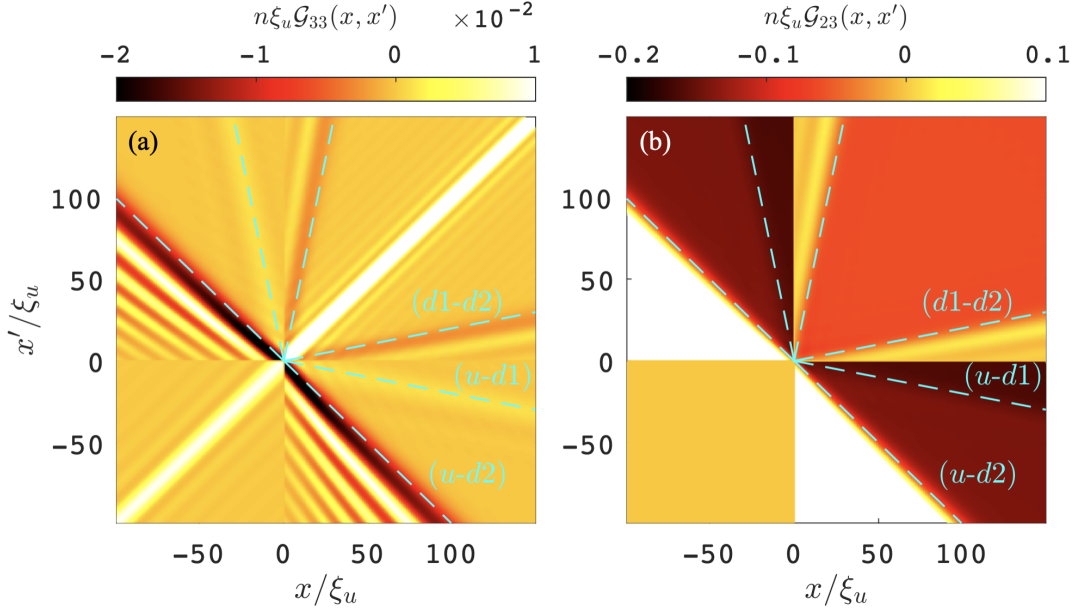 nξ_u𝒢_33(x, x′) ×10^−2
−2 −1 0 1
(a)
100
50
0
−50
x′/ξ_u
(d1-d2)
(u-d1)
(u-d2)
−50 0 50 100
x/ξ_u
nξ_u𝒢_23(x, x′)
−0.2 −0.1 0 0.1
(b)
100
50
0
−50
(d1-d2)
(u-d1)
(u-d2)
−50 0 50 100
x/ξ_u